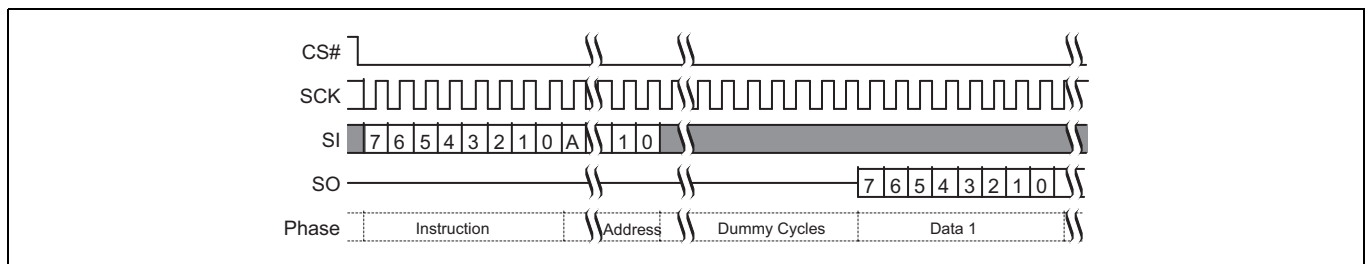 CS#
SCK
SI 7 6 5 4 3 2 1 0 A 1 0
SO 7 6 5 4 3 2 1 0
Phase Instruction Address Dummy Cycles Data 1